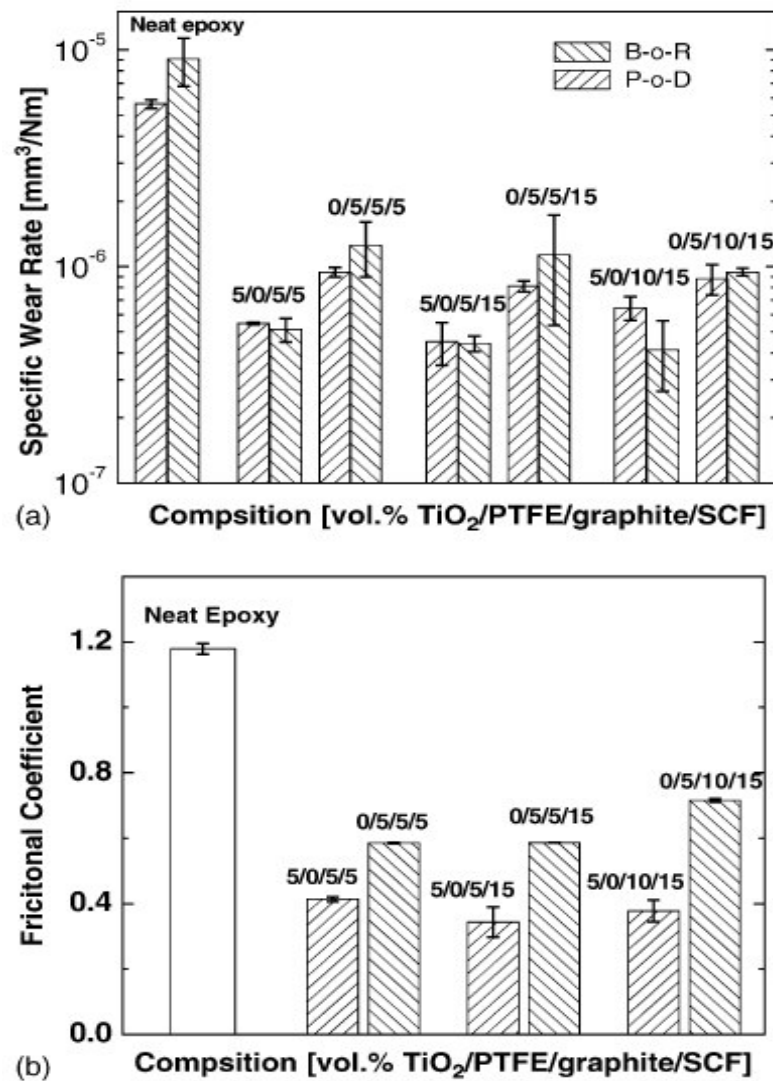 Neat epoxy
B-o-R
P-o-D
10⁻⁵
10⁻⁶
10⁻⁷
Specific Wear Rate [mm³/Nm]
5/0/5/5
0/5/5/5
5/0/5/15
0/5/5/15
5/0/10/15
0/5/10/15
(a)
Compsition [vol.% TiO₂/PTFE/graphite/SCF]
Neat Epoxy
1.2
0.8
0.4
0.0
Fricitonal Coefficient
5/0/5/5
0/5/5/5
5/0/5/15
0/5/5/15
5/0/10/15
0/5/10/15
(b)
Compsition [vol.% TiO₂/PTFE/graphite/SCF]